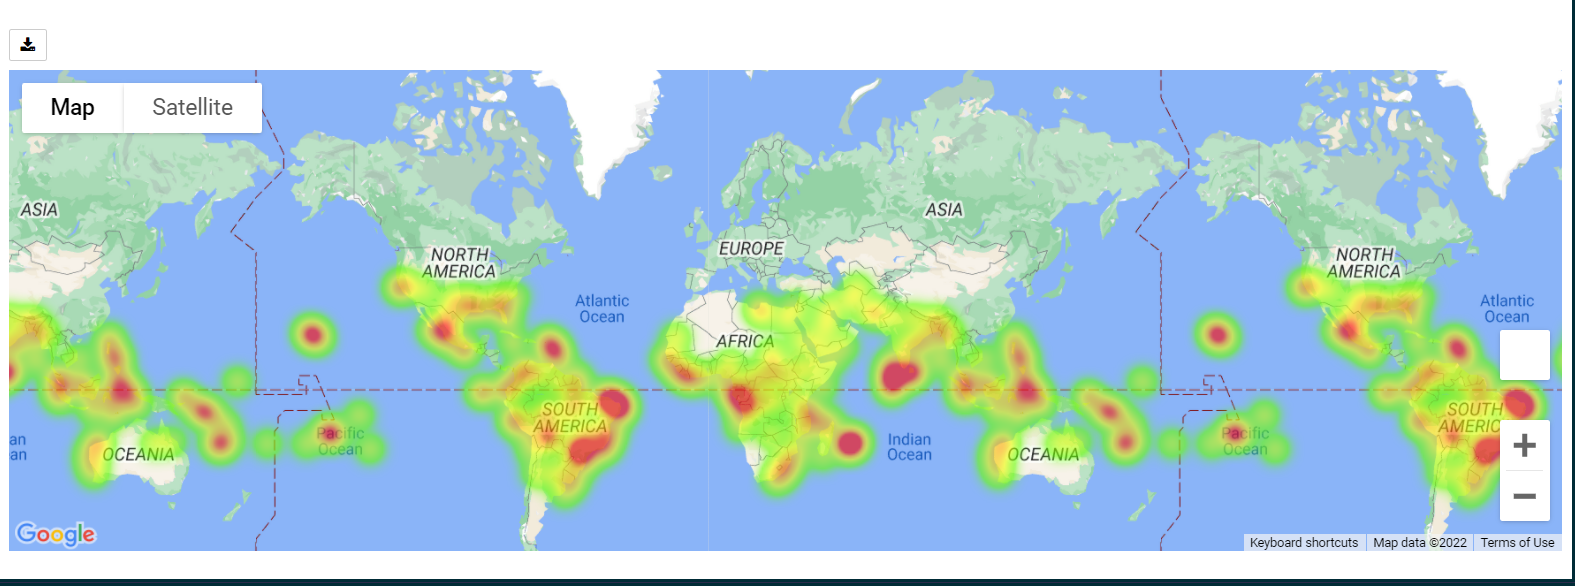 Map Satellite
ASIA
NORTH
AMERICA
Atlantic
Ocean
EUROPE
AFRICA
ASIA
NORTH
AMERICA
Atlantic
Ocean
SOUTH
AMERICA
SOUTH
AMERIC
an
an
OCEANIA
Pacific
Ocean
Indian
Ocean
OCEANIA
Pacific
Ocean
Google
Keyboard shortcuts Map data ©2022 Terms of Use